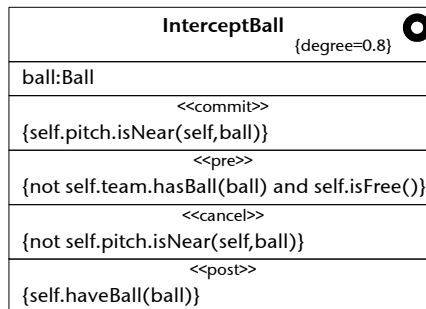 InterceptBall
{degree=0.8}
ball:Ball
<<commit>>
{self.pitch.isNear(self,ball)}
<<pre>>
{not self.team.hasBall(ball) and self.isFree()}
<<cancel>>
{not self.pitch.isNear(self,ball)}
<<post>>
{self.haveBall(ball)}